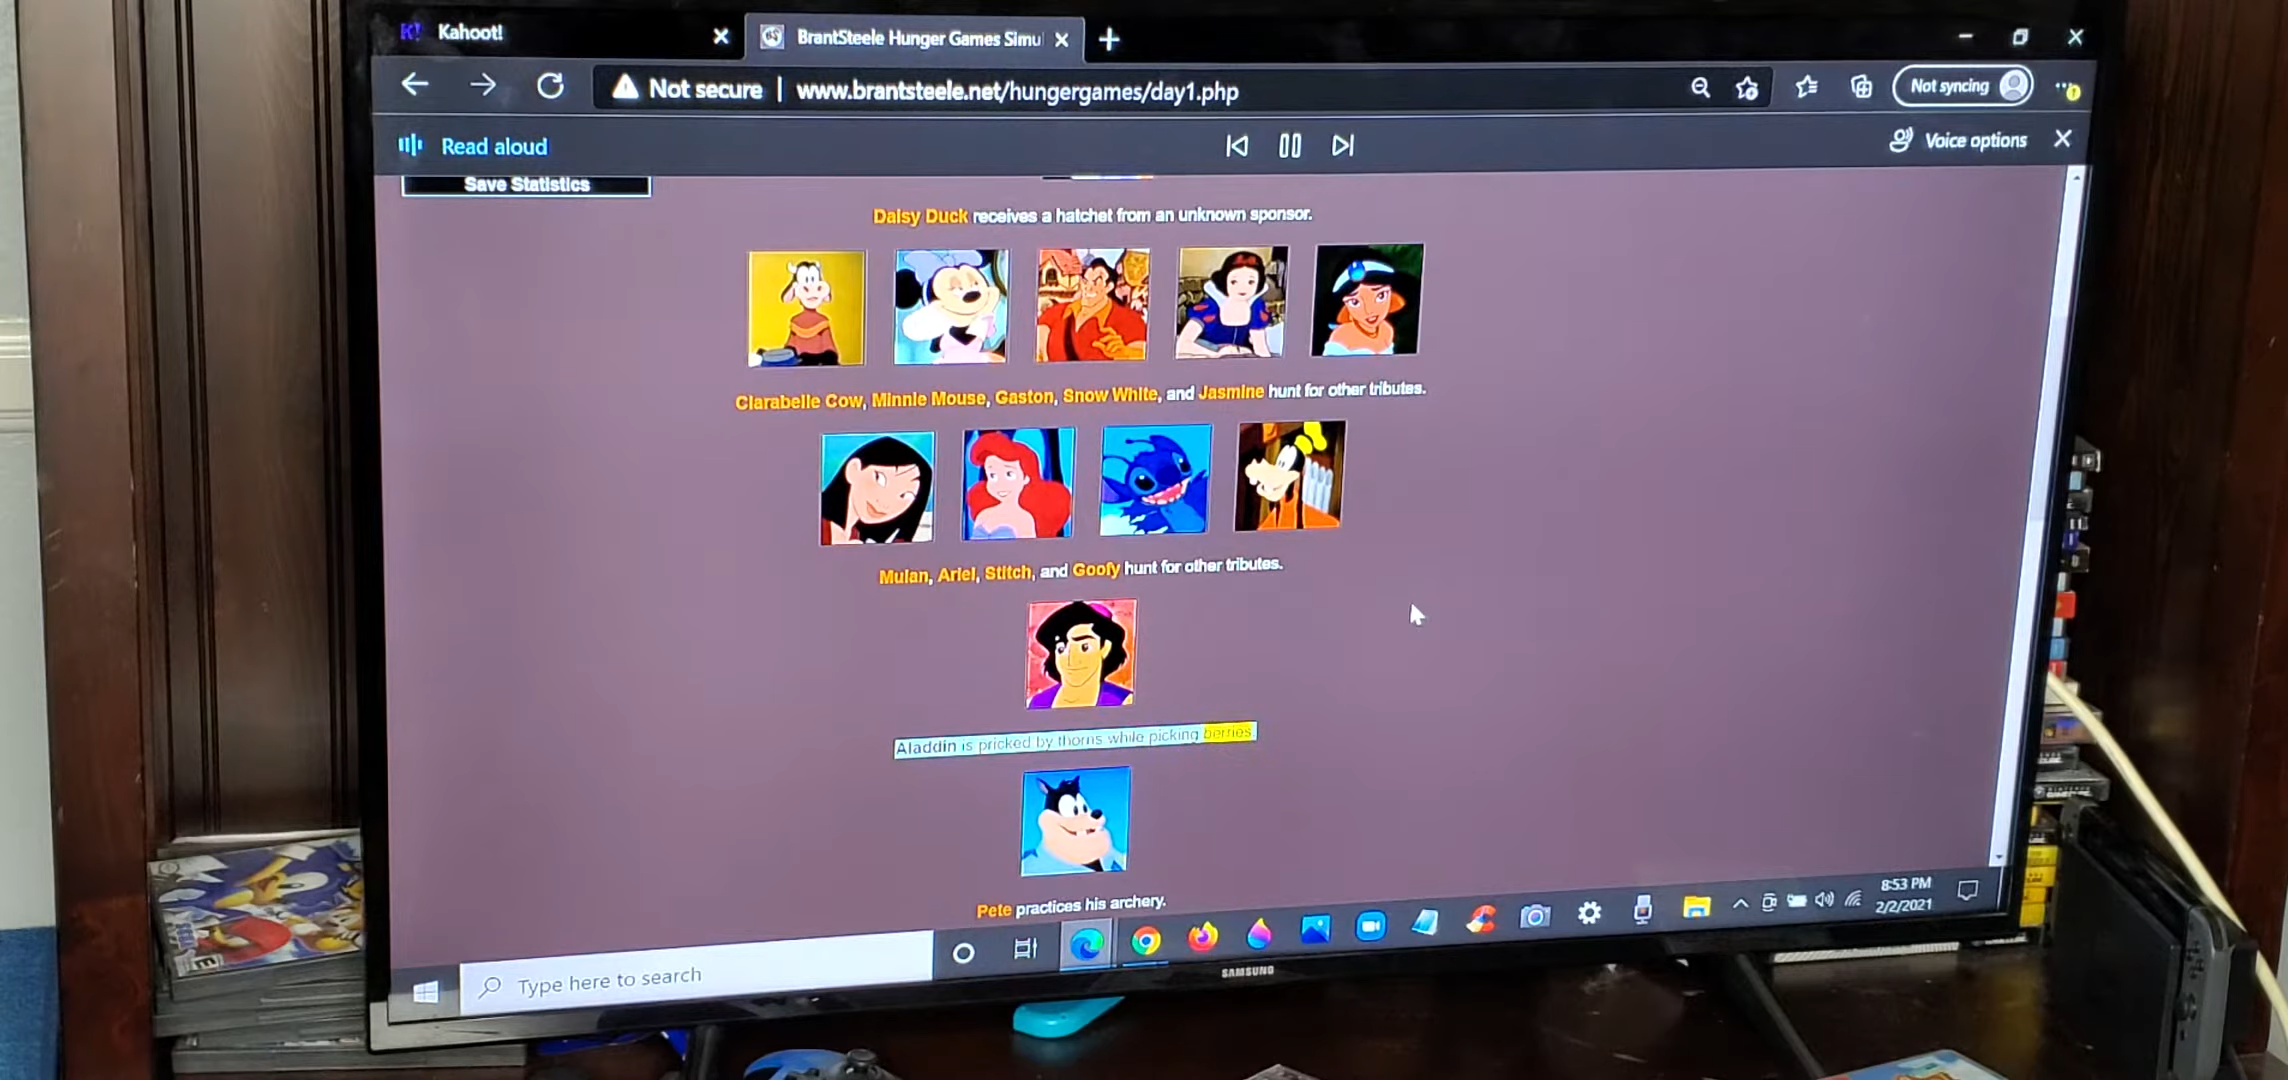 K! Kahoot!
BrantSteele Hunger Games Simu
Not secure | www.brantsteele.net/hungergames/day1.php
Not syncing
Read aloud
Voice options
Save Statistics
Daisy Duck receives a hatchet from an unknown sponsor.
Clarabelle Cow, Minnie Mouse, Gaston, Snow White, and Jasmine hunt for other tributes.
Mulan, Ariel, Stitch, and Goofy hunt for other tributes.
Aladdin is pricked by thorns while picking berries.
Pete practices his archery.
8:53 PM
2/2/2021
Type here to search
SAMSUNG